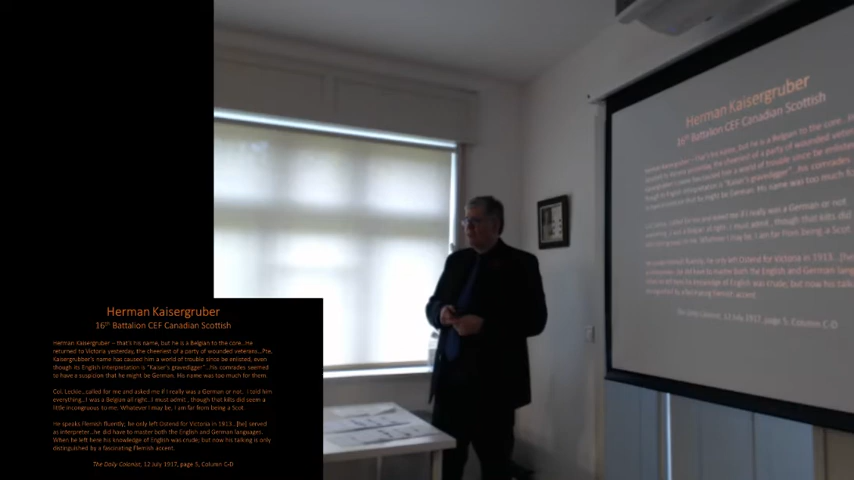 Herman Kaisergruber
16th Battalion CEF Canadian Scottish
Herman Kaisergruber – that's his name, but he is a Belgian to the core...He
returned to Victoria yesterday, the cheeriest of a party of wounded veterans...Pte.
Kaisergrubber's name has caused him a world of trouble since be enlisted, even
though its English interpretation is "Kaiser's gravedigger"...his comrades seemed
to have a suspicion that he might be German. His name was too much for them.
Col. Leckie...called for me and asked me if I really was a German or not.. I told him
everything...I was a Belgian all right...I must admit...though that kilts did seem a
little incongruous to me. Whatever I may be, I am far from being a Scot
He speaks Flemish fluently; he only left Ostend for Victoria in 1913...[he] served
as interpreter...he did have to master both the English and German languages.
When he left here his knowledge of English was crude; but now his talking is only
distinguished by a fascinating Flemish accent.
The Daily Colonist, 12 July 1917, page 5, Column C-D
Herman Kaisergruber
16th Battalion CEF Canadian Scottish